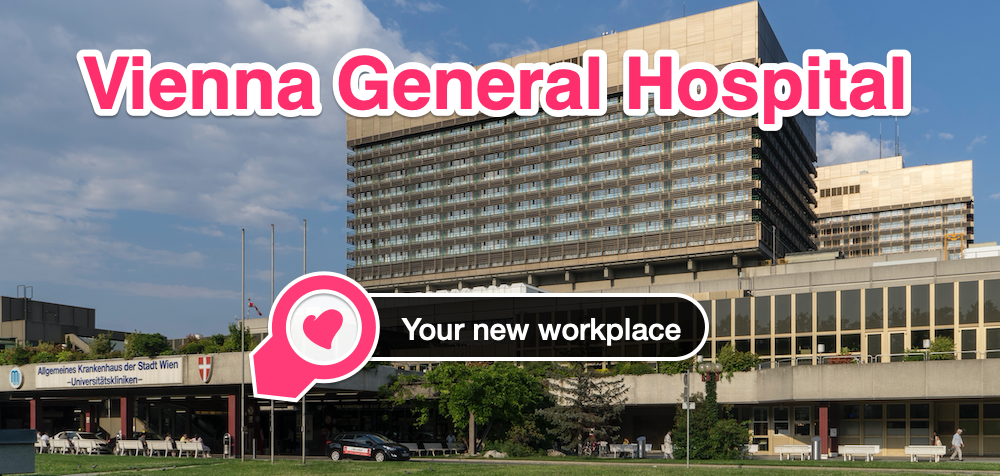 Vienna General Hospital
Your new workplace
Allgemeines Krankenhaus der Stadt Wien
-Universitätskliniken-